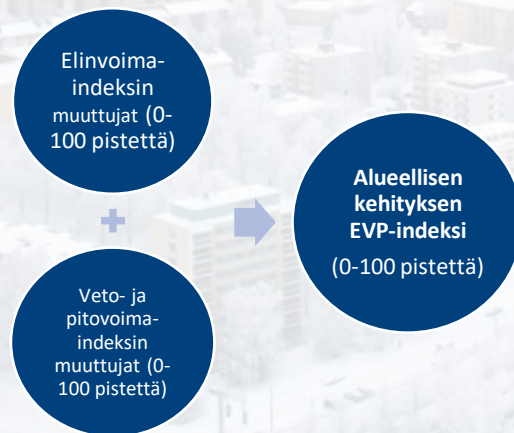 Elinvoima-
indeksin
muuttujat (0-
100 pistettä)
Veto- ja
pitovoima-
indeksin
muuttujat (0-
100 pistettä)
Alueellisen
kehityksen
EVP-indeksi
(0-100 pistettä)